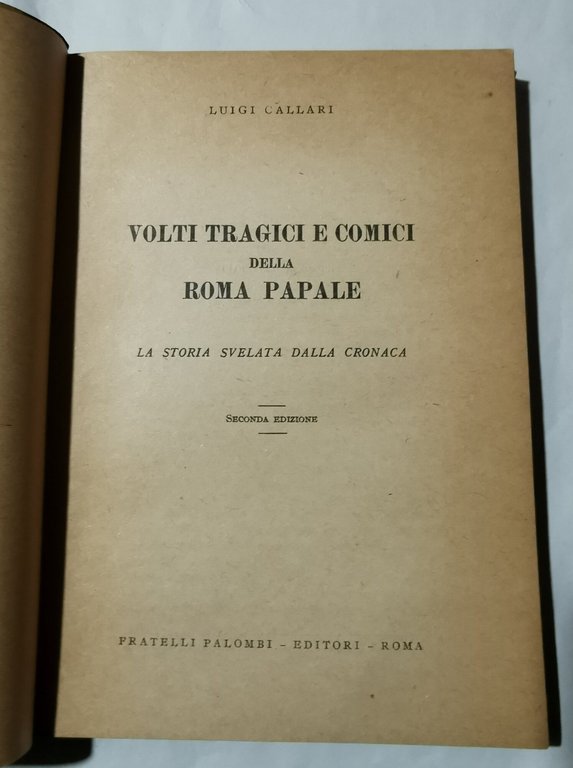 LUIGI CALLARI
VOLTI TRAGICI E COMICI
DELLA
ROMA PAPALE
LA STORIA SVELATA DALLA CRONACA
SECONDA EDIZIONE
FRATELLI PALOMBI - EDITORI - ROMA